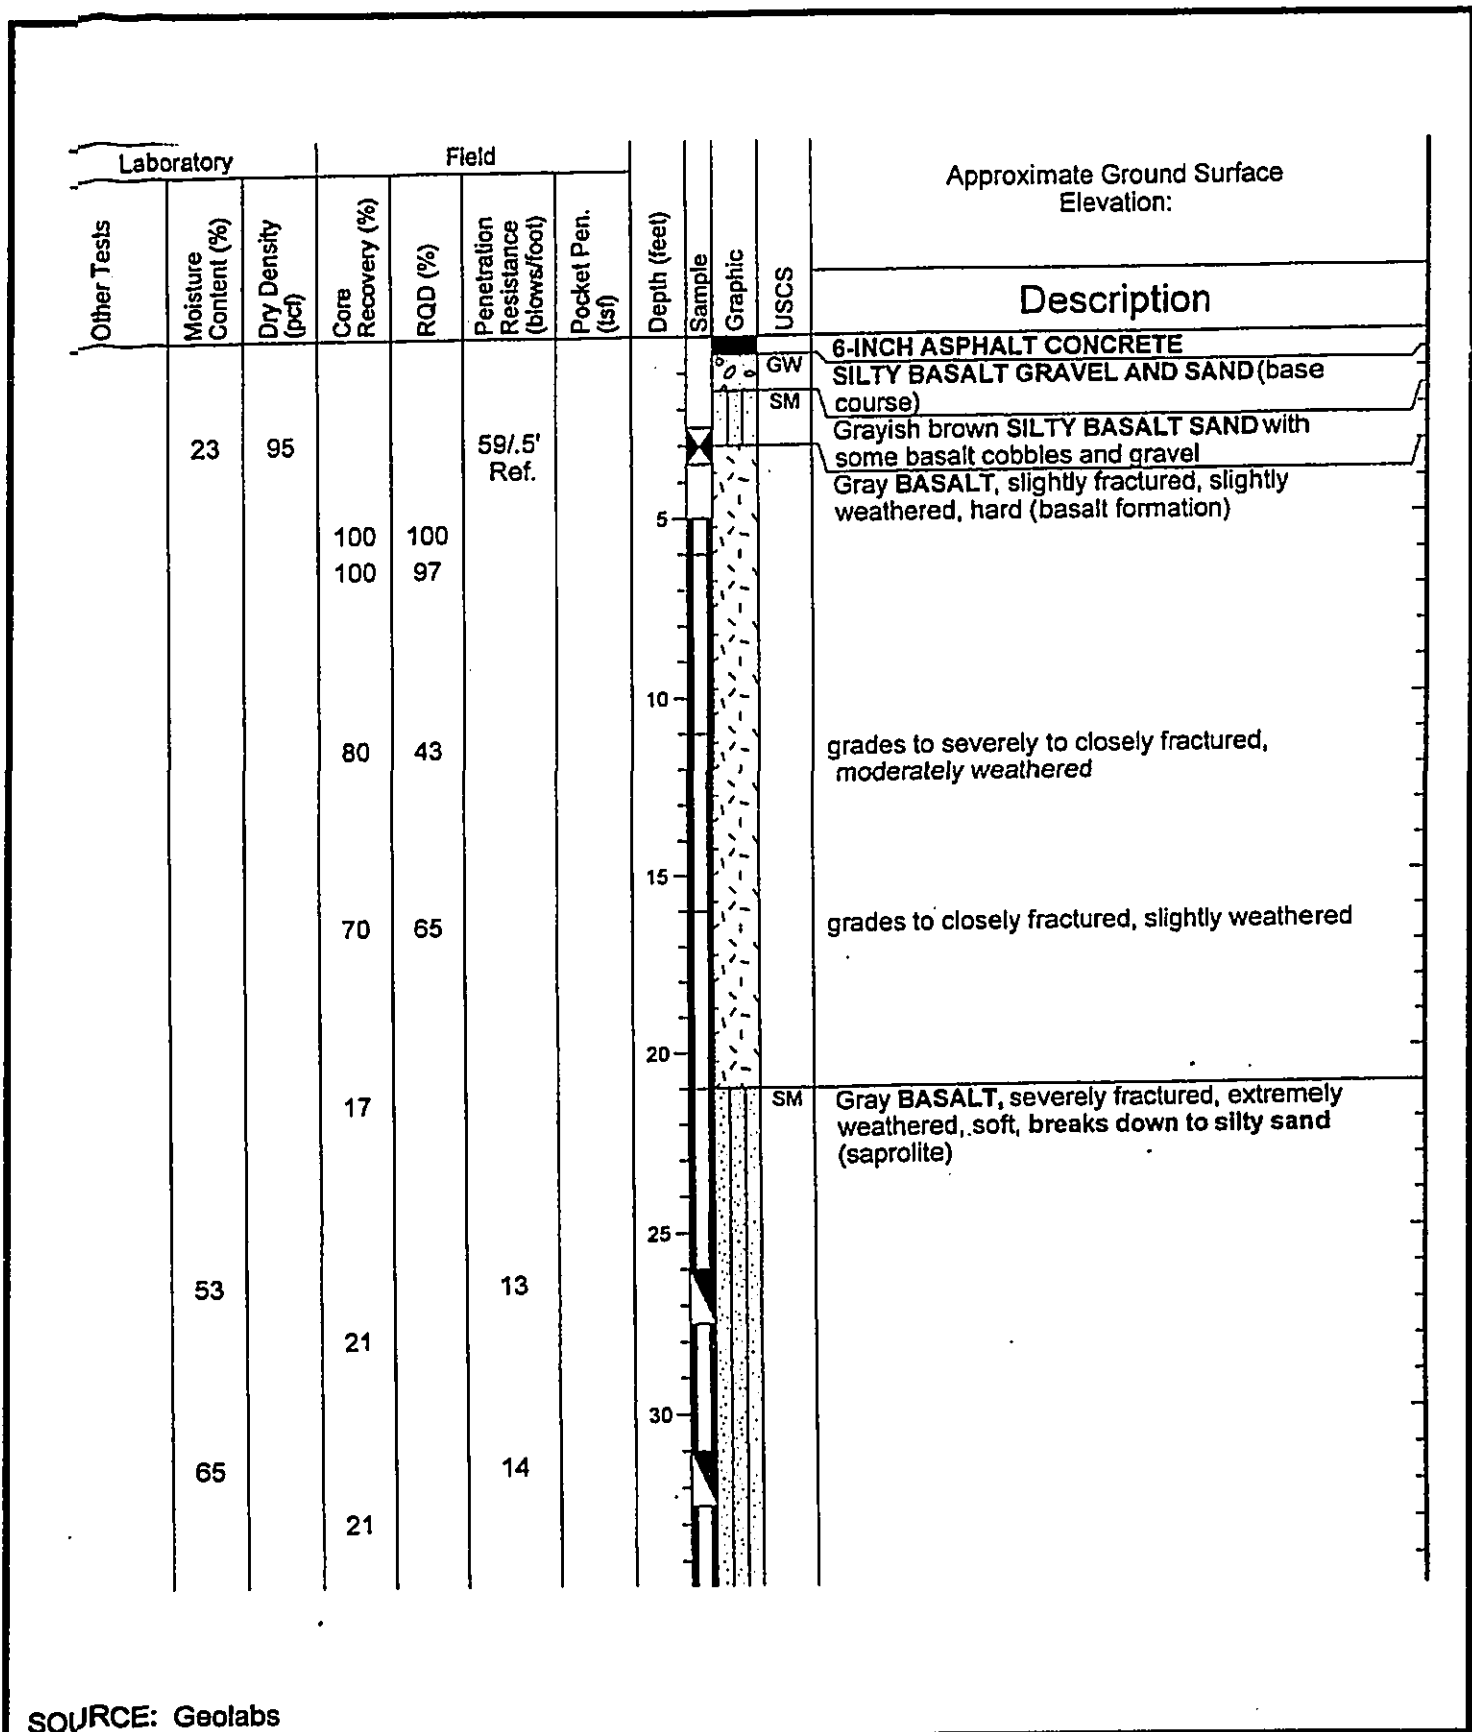 Laboratory
Field
Other Tests
Moisture
Content (%)
Dry Density
(pcf)
Core
Recovery (%)
RQD (%)
Penetration
Resistance
(blows/foot)
Pocket Pen.
(tsf)
Depth (feet)
Sample
Graphic
USCS
Approximate Ground Surface
Elevation:
Description
6-INCH ASPHALT CONCRETE
GW
SILTY BASALT GRAVEL AND SAND (base
course)
SM
Grayish brown SILTY BASALT SAND with
some basalt cobbles and gravel
23 95 59/.5'
Ref.
Gray BASALT, slightly fractured, slightly
weathered, hard (basalt formation)
5
100 100
100 97
10
80 43
grades to severely to closely fractured,
moderately weathered
15
70 65
grades to closely fractured, slightly weathered
20
17
SM
Gray BASALT, severely fractured, extremely
weathered, soft, breaks down to silty sand
(saprolite)
25
53 13
21
30
65 14
21
SOURCE: Geolabs